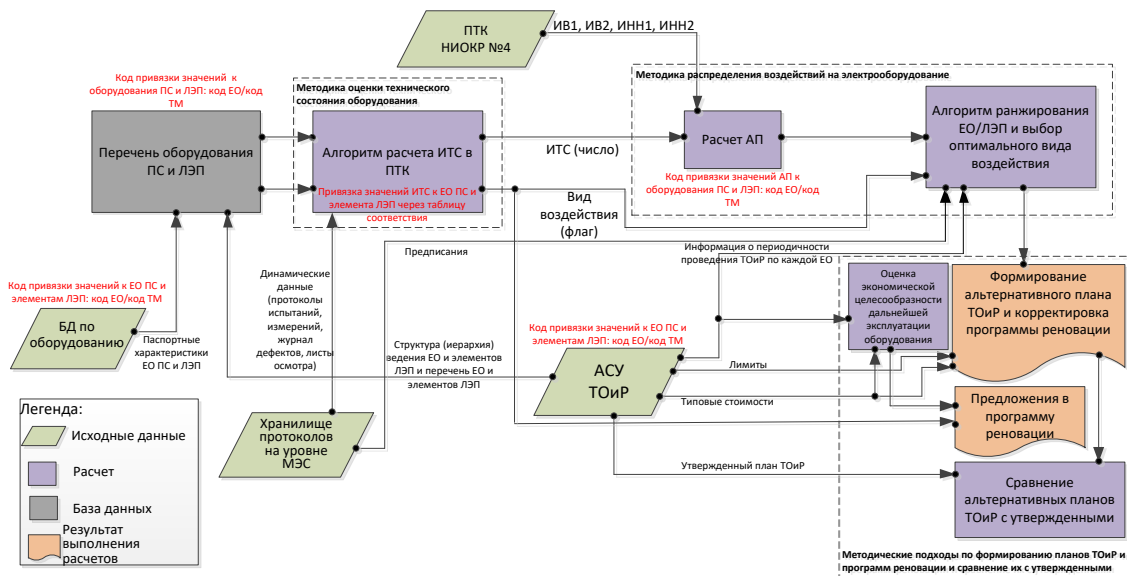 ПТК
НИОКР №4
ИВ1, ИВ2, ИНН1, ИНН2
Код привязки значений к
оборудования ПС и ЛЭП: код ЕО/код
ТМ
Перечень оборудования
ПС и ЛЭП
Методика оценки технического
состояния оборудования
Алгоритм расчета ИТС в
ПТК
Привязка значений ИТС к ЕО ПС и
элемента ЛЭП через таблицу
соответствия
ИТС (число)
Вид
воздействия
(флаг)
Методика распределения воздействий на электрооборудование
Расчет АП
Код привязки значений АП к
оборудования ПС и ЛЭП: код ЕО/код
ТМ
Алгоритм ранжирования
ЕО/ЛЭП и выбор
оптимального вида
воздействия
Предписания
Информация о периодичности
проведения ТОиР по каждой ЕО
Код привязки значений к ЕО ПС и
элементам ЛЭП: код ЕО/код ТМ
БД по
оборудованию
Паспортные
характеристики
ЕО ПС и ЛЭП
Динамические
данные
(протоколы
испытаний,
измерений,
журнал
дефектов, листы
осмотра)
Структура (иерархия)
ведения ЕО и элементов
ЛЭП и перечень ЕО и
элементов ЛЭП
Код привязки значений к ЕО ПС и
элементам ЛЭП: код ЕО/код ТМ
АСУ
ТОиР
Лимиты
Типовые стоимости
Утвержденный план ТОиР
Оценка
экономической
целесообразности
дальнейшей
эксплуатации
оборудования
Формирование
альтернативного плана
ТОиР и корректировка
программы реновации
Предложения в
программу
реновации
Сравнение
альтернативных планов
ТОиР с утвержденными
Методические подходы по формированию планов ТОиР и
программ реновации и сравнение их с утвержденными
Хранилище
протоколов
на уровне
МЭС
Легенда:
Исходные данные
Расчет
База данных
Результат
выполнения
расчетов